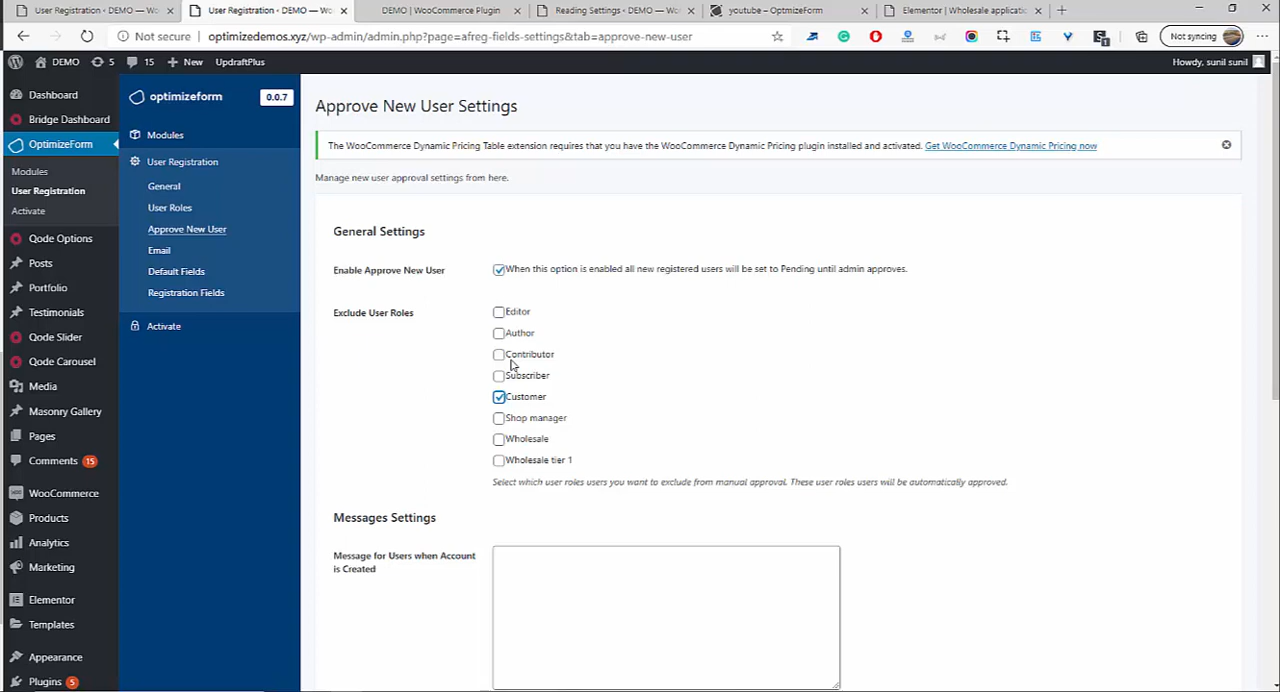 User Registration ‹ DEMO — Wo
User Registration ‹ DEMO — Wo
DEMO | WooCommerce Plugin
Reading Settings ‹ DEMO — Wo
youtube – OptmizeForm
Elementor | Wholesale applicatio
Not secure
optimizedemos.xyz/wp-admin/admin.php?page=afreg-fields-settings&tab=approve-new-user
Not syncing
DEMO
5
15
New
UpdraftPlus
Howdy, sunil sunil
Dashboard
Bridge Dashboard
OptimizeForm
Modules
User Registration
Activate
Qode Options
Posts
Portfolio
Testimonials
Qode Slider
Qode Carousel
Media
Masonry Gallery
Pages
Comments 15
WooCommerce
Products
Analytics
Marketing
Elementor
Templates
Appearance
Plugins 5
optimizeform
0.0.7
Modules
User Registration
General
User Roles
Approve New User
Email
Default Fields
Registration Fields
Activate
Approve New User Settings
The WooCommerce Dynamic Pricing Table extension requires that you have the WooCommerce Dynamic Pricing plugin installed and activated. Get WooCommerce Dynamic Pricing now
Manage new user approval settings from here.
General Settings
Enable Approve New User
When this option is enabled all new registered users will be set to Pending until admin approves.
Exclude User Roles
Editor
Author
Contributor
Subscriber
Customer
Shop manager
Wholesale
Wholesale tier 1
Select which user roles users you want to exclude from manual approval. These user roles users will be automatically approved.
Messages Settings
Message for Users when Account
is Created